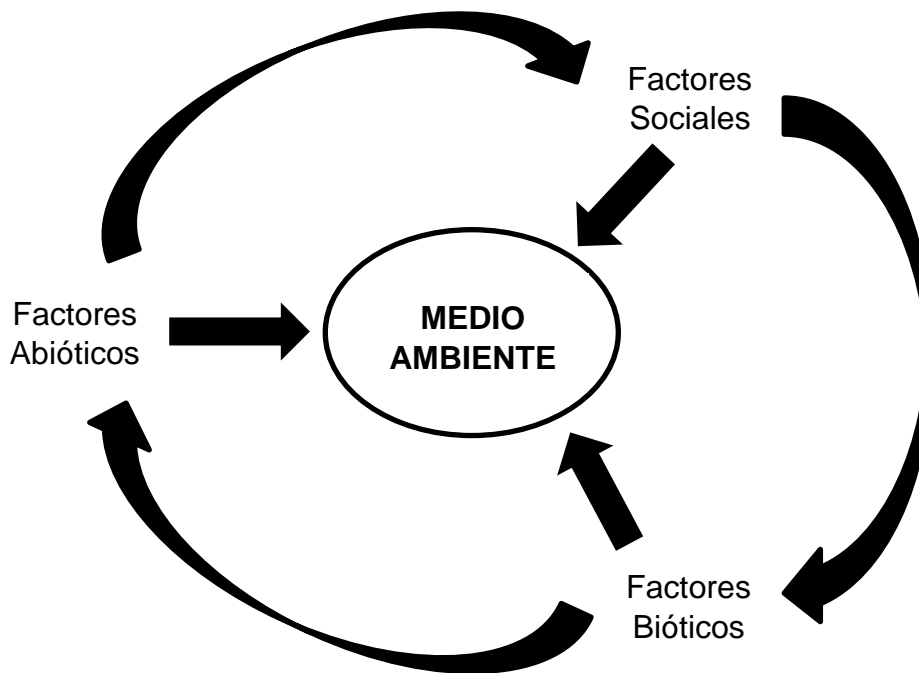 Factores
Sociales
Factores
Abióticos
MEDIO
AMBIENTE
Factores
Bióticos